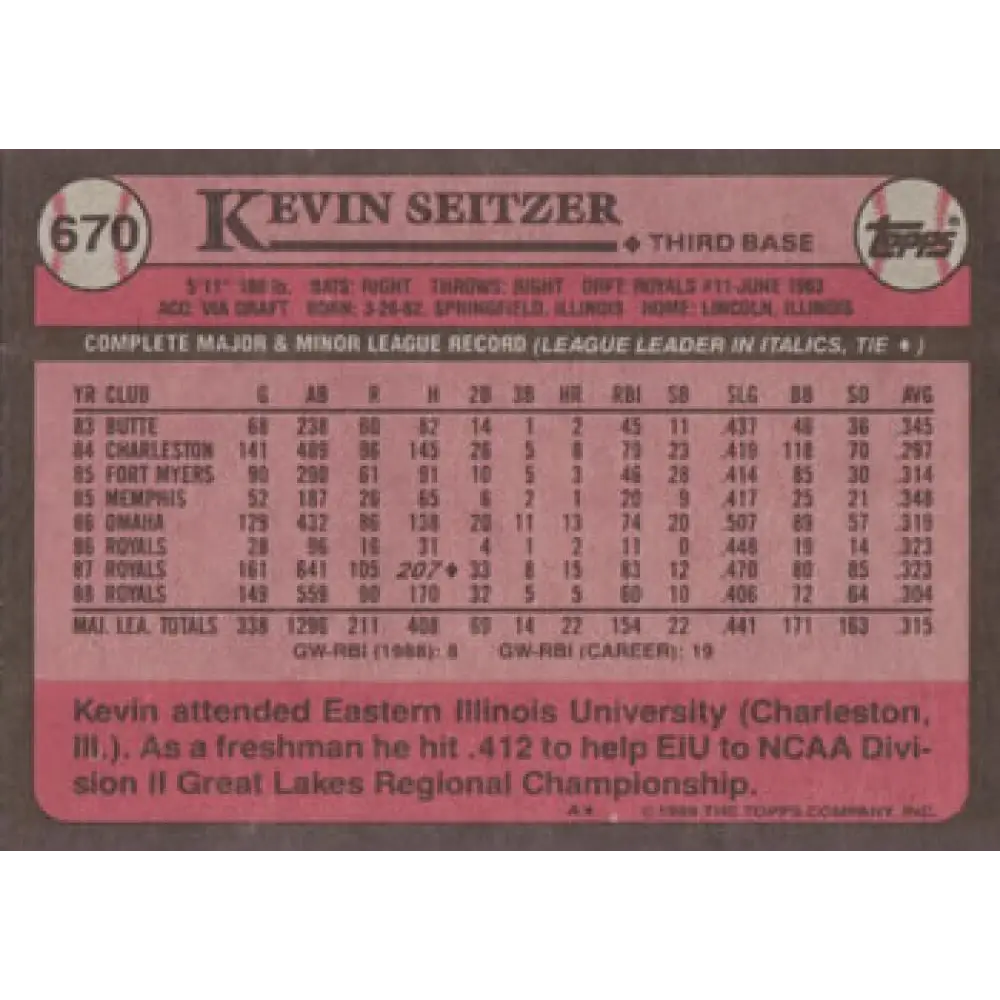 670
KEVIN SEITZER
◆ THIRD BASE
TOPPS®
5'11" 180 lb. BATS: RIGHT THROWS: RIGHT DRFT: ROYALS #11-JUNE 1983
ACQ: VIA DRAFT BORN: 3-26-62, SPRINGFIELD, ILLINOIS HOME: LINCOLN, ILLINOIS
COMPLETE MAJOR & MINOR LEAGUE RECORD (LEAGUE LEADER IN ITALICS, TIE ♦)
YR CLUB G AB R H 2B 3B HR RBI SB SLG BB SO AVG
83 BUTTE 68 238 60 82 14 1 2 45 11 .437 46 36 .345
84 CHARLESTON 141 489 96 145 26 5 8 79 23 .419 118 70 .297
85 FORT MYERS 90 290 61 91 10 5 3 46 28 .414 85 30 .314
85 MEMPHIS 52 187 26 65 6 2 1 20 9 .417 25 21 .348
86 OMAHA 129 432 86 138 20 11 13 74 20 .507 89 57 .319
86 ROYALS 28 96 16 31 4 1 2 11 0 .448 19 14 .323
87 ROYALS 161 641 105 207♦ 33 8 15 83 12 .470 80 85 .323
88 ROYALS 149 559 90 170 32 5 5 60 10 .406 72 64 .304
MAJ. LEA. TOTALS 338 1296 211 408 69 14 22 154 22 .441 171 163 .315
GW-RBI (1988): 8 GW-RBI (CAREER): 19
Kevin attended Eastern Illinois University (Charleston,
Ill.). As a freshman he hit .412 to help EIU to NCAA Divi-
sion II Great Lakes Regional Championship.
A* © 1989 THE TOPPS COMPANY, INC.